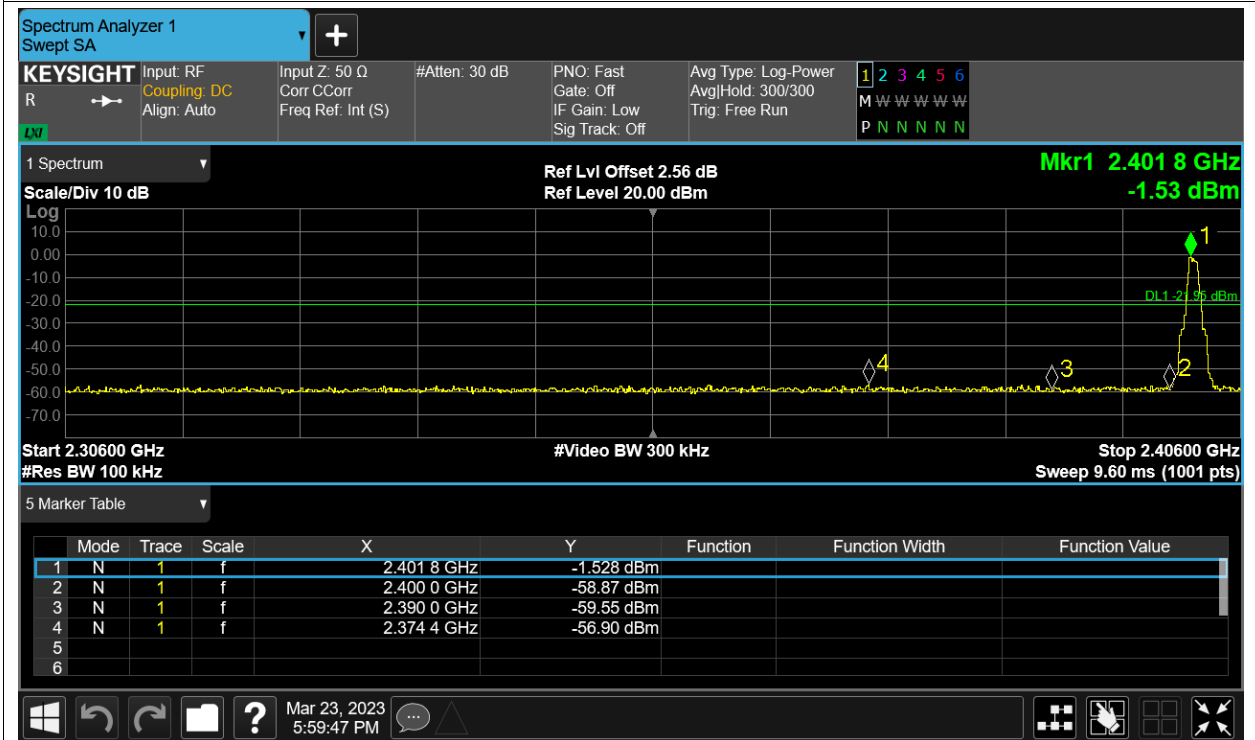 Spectrum Analyzer 1
Swept SA
KEYSIGHT Input: RF Input Z: 50 Ω #Atten: 30 dB PNO: Fast Avg Type: Log-Power 1 2 3 4 5 6
R Coupling: DC Corr CCorr Gate: Off Avg|Hold: 300/300 M W W W W W W
Align: Auto Freq Ref: Int (S) IF Gain: Low Trig: Free Run
LXI Sig Track: Off P N N N N N N
1 Spectrum Ref Lvl Offset 2.56 dB Mkr1 2.401 8 GHz
Scale/Div 10 dB Ref Level 20.00 dBm -1.53 dBm
Log
10.0
1
0.00
-10.0
-20.0 DL1 -21.95 dBm
-30.0
-40.0
-50.0 4 3 2
-60.0
-70.0
Start 2.30600 GHz #Video BW 300 kHz Stop 2.40600 GHz
#Res BW 100 kHz Sweep 9.60 ms (1001 pts)
5 Marker Table
Mode Trace Scale X Y Function Function Width Function Value
1 N 1 f 2.401 8 GHz -1.528 dBm
2 N 1 f 2.400 0 GHz -58.87 dBm
3 N 1 f 2.390 0 GHz -59.55 dBm
4 N 1 f 2.374 4 GHz -56.90 dBm
5
6
? Mar 23, 2023
5:59:47 PM